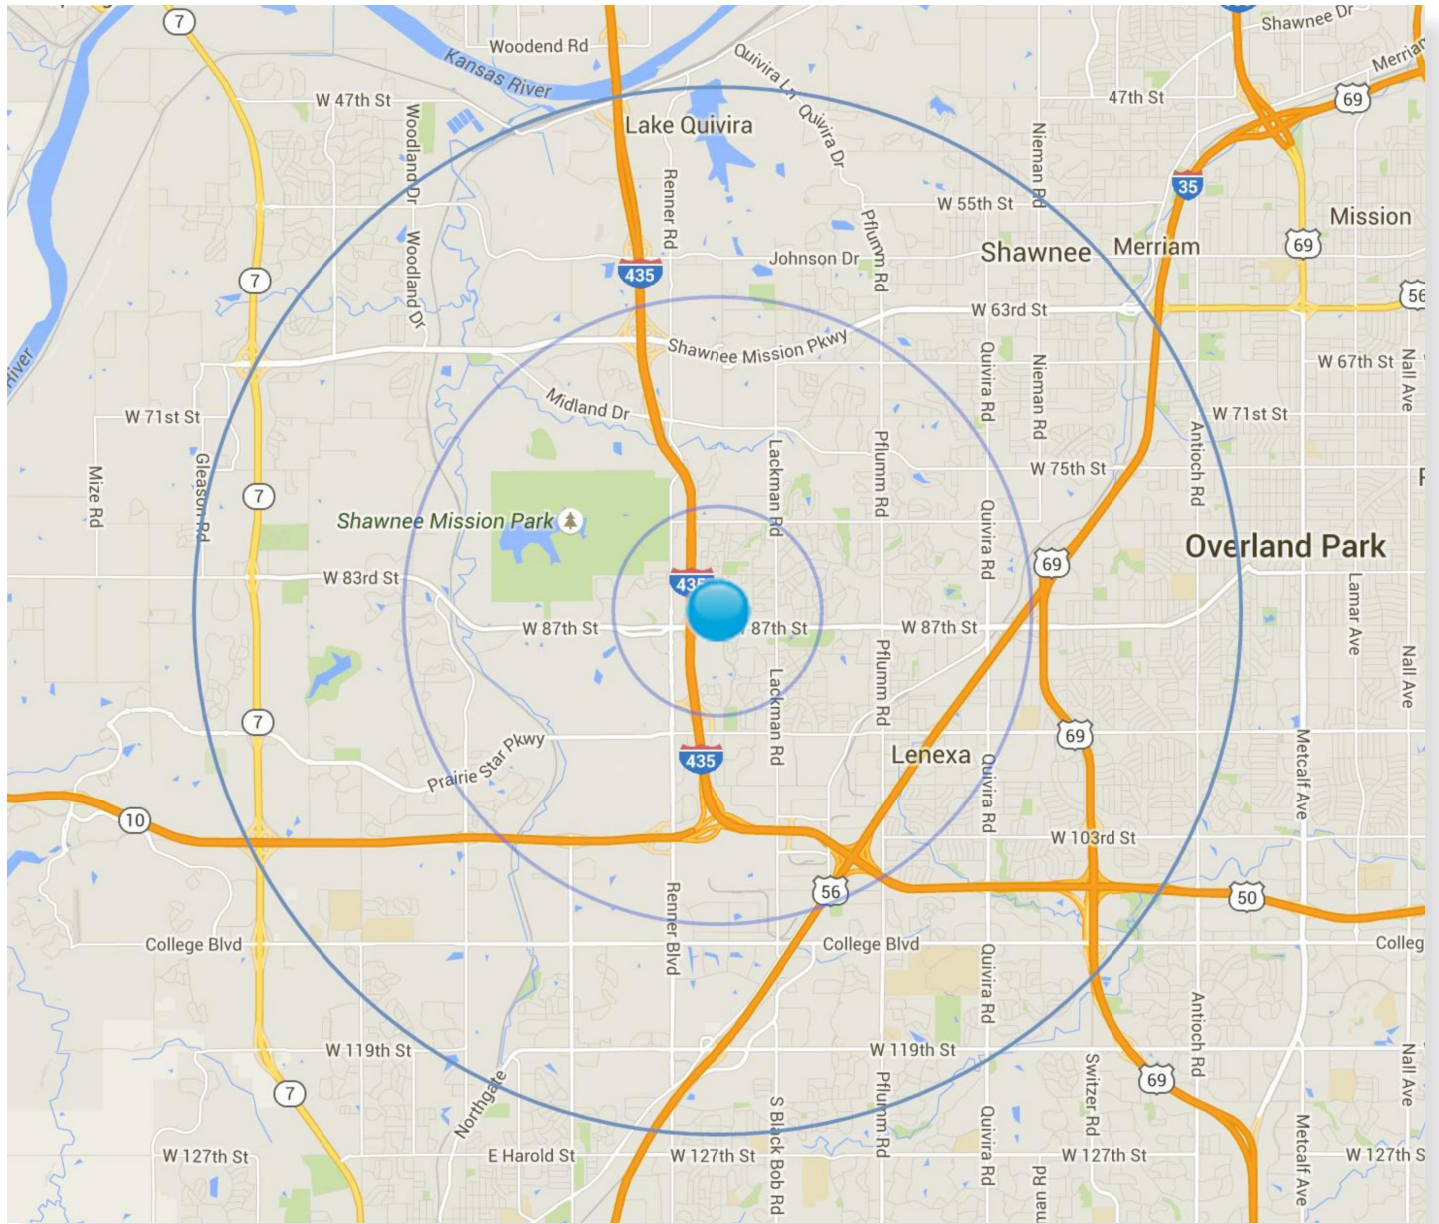 7
Woodend Rd
Shawnee Dr
Kansas River
Quivira Ln
Merriam
W 47th St
47th St
69
Woodland Dr
Lake Quivira
Quivira Dr
Nieman Rd
35
Renner Rd
W 55th St
Mission
Pflumm Rd
Woodland Dr
Johnson Dr
Shawnee
Merriam
69
435
7
56
W 63rd St
River
Shawnee Mission Pkwy
Quivira Rd
Nieman Rd
W 67th St
Nall Ave
Midland Dr
W 71st St
W 71st St
Antioch Rd
Mize Rd
Gleason Rd
Lackman Rd
Pflumm Rd
W 75th St
7
Shawnee Mission Park
Quivira Rd
Overland Park
69
W 83rd St
435
Lamar Ave
W 87th St
87th St
W 87th St
Pflumm Rd
Lackman Rd
Nall Ave
7
69
Prairie Star Pkwy
435
Lenexa
Quivira Rd
Metcalf Ave
10
W 103rd St
56
50
Renner Blvd
College Blvd
College Blvd
Colleg
Quivira Rd
Antioch Rd
W 119th St
W 119th St
7
Northgate
Switzer Rd
69
Nall Ave
S Black Bob Rd
Pflumm Rd
Quivira Rd
Metcalf Ave
W 127th St
E Harold St
W 127th St
W 127th St
W 127th S
man Rd